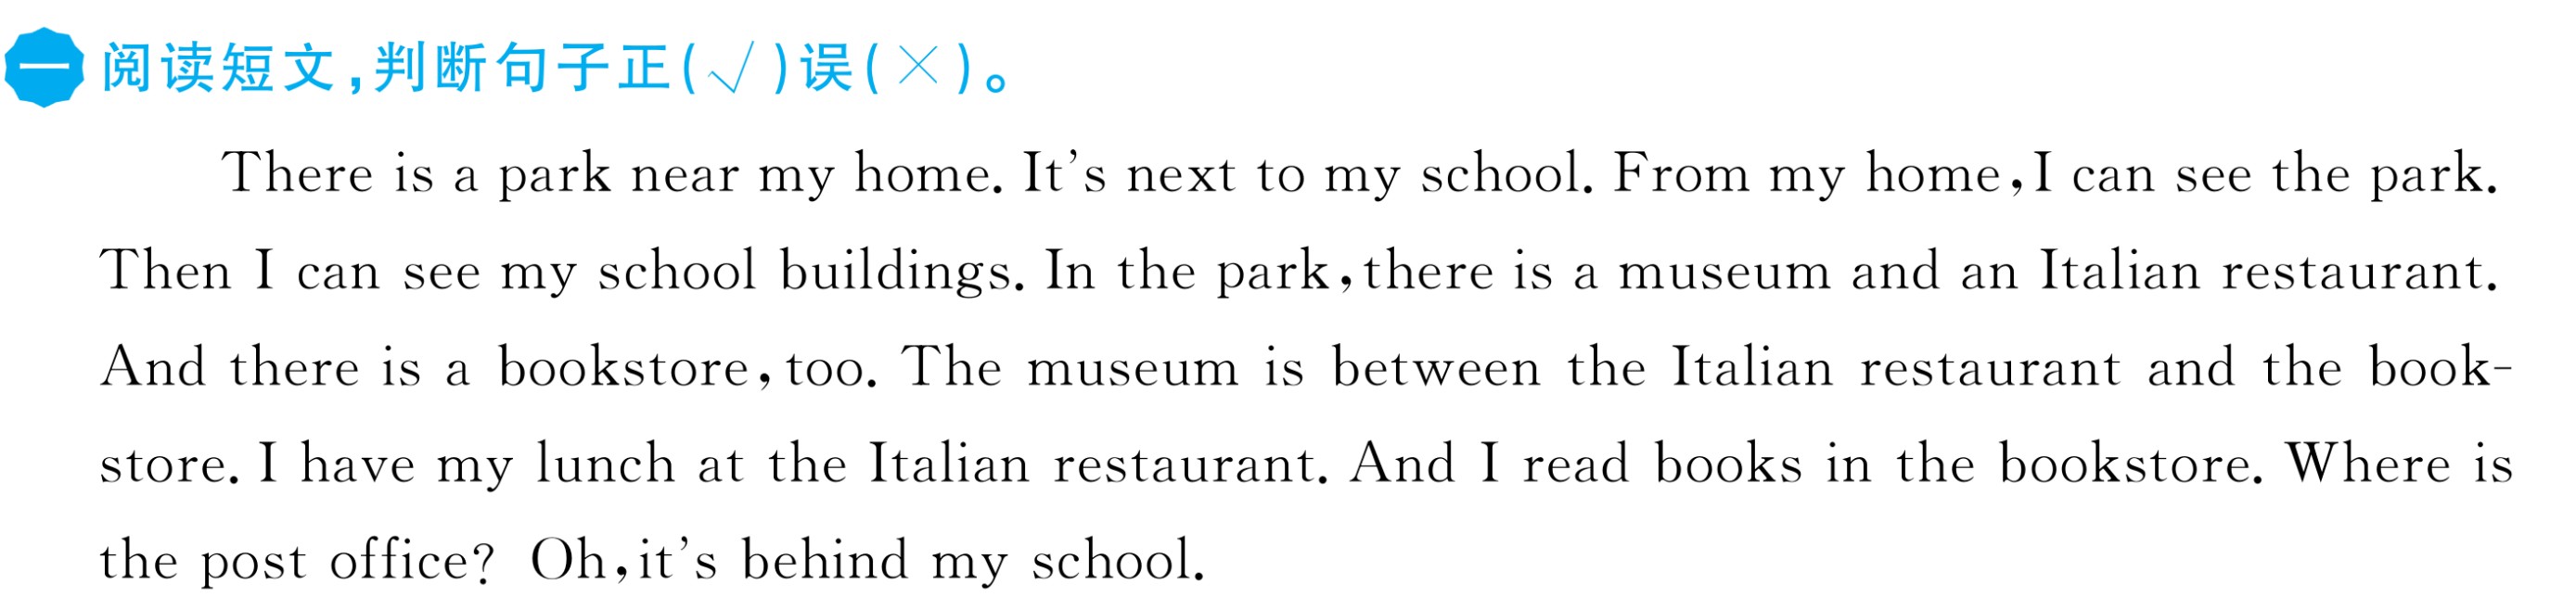 一 阅读短文,判断句子正(√)误(×)。
There is a park near my home. It's next to my school. From my home,I can see the park.
Then I can see my school buildings. In the park,there is a museum and an Italian restaurant.
And there is a bookstore,too. The museum is between the Italian restaurant and the book-
store. I have my lunch at the Italian restaurant. And I read books in the bookstore. Where is
the post office? Oh,it's behind my school.